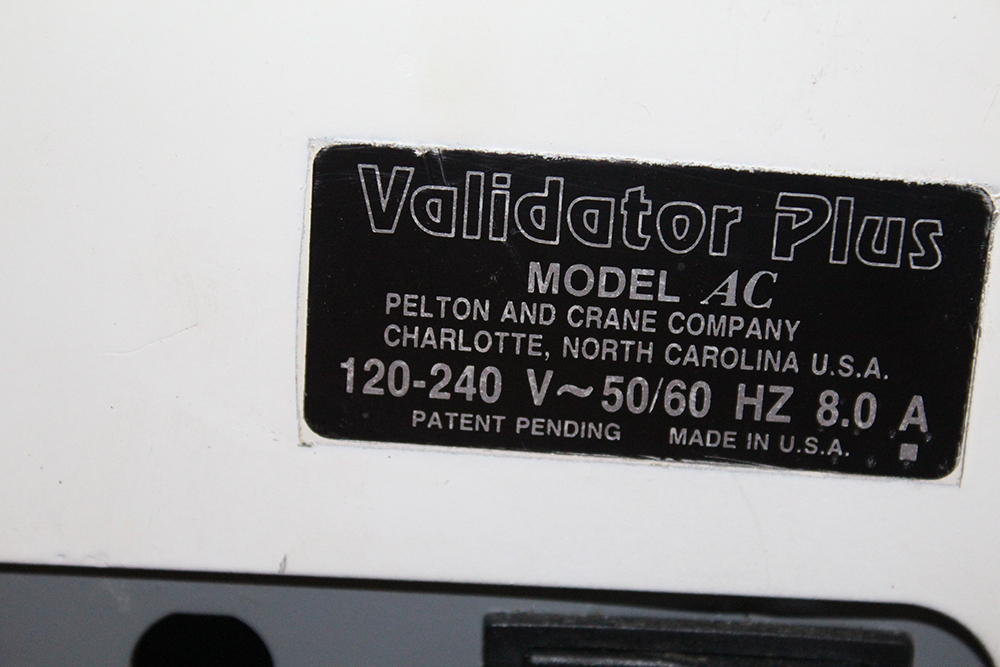 Validator Plus
MODEL AC
PELTON AND CRANE COMPANY
CHARLOTTE, NORTH CAROLINA U.S.A.
120-240 V~50/60 HZ 8.0 A
PATENT PENDING MADE IN U.S.A.